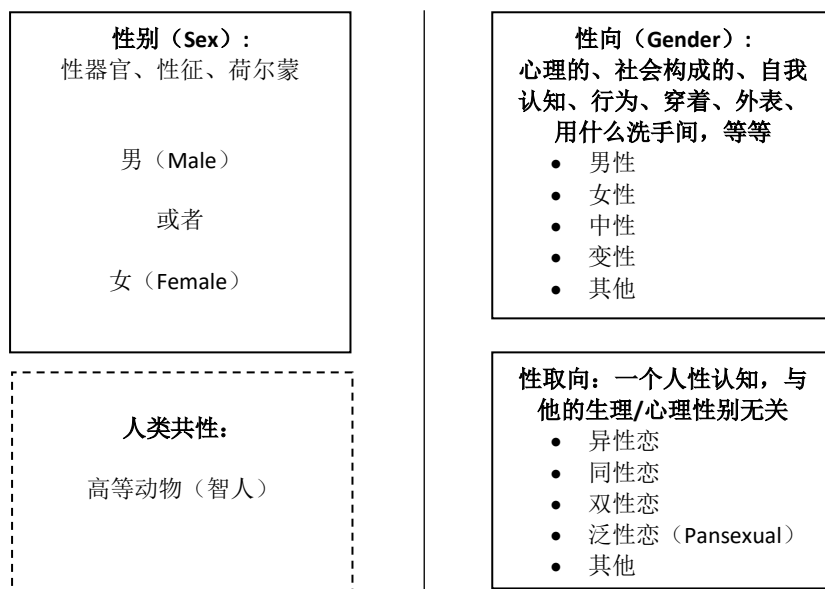 性别（Sex）:
性器官、性征、荷尔蒙
男（Male）
或者
女（Female）
人类共性：
高等动物（智人）
性向（Gender）:
心理的、社会构成的、自我
认知、行为、穿着、外表、
用什么洗手间，等等
• 男性
• 女性
• 中性
• 变性
• 其他
性取向：一个人性认知，与
他的生理/心理性别无关
• 异性恋
• 同性恋
• 双性恋
• 泛性恋（Pansexual）
• 其他